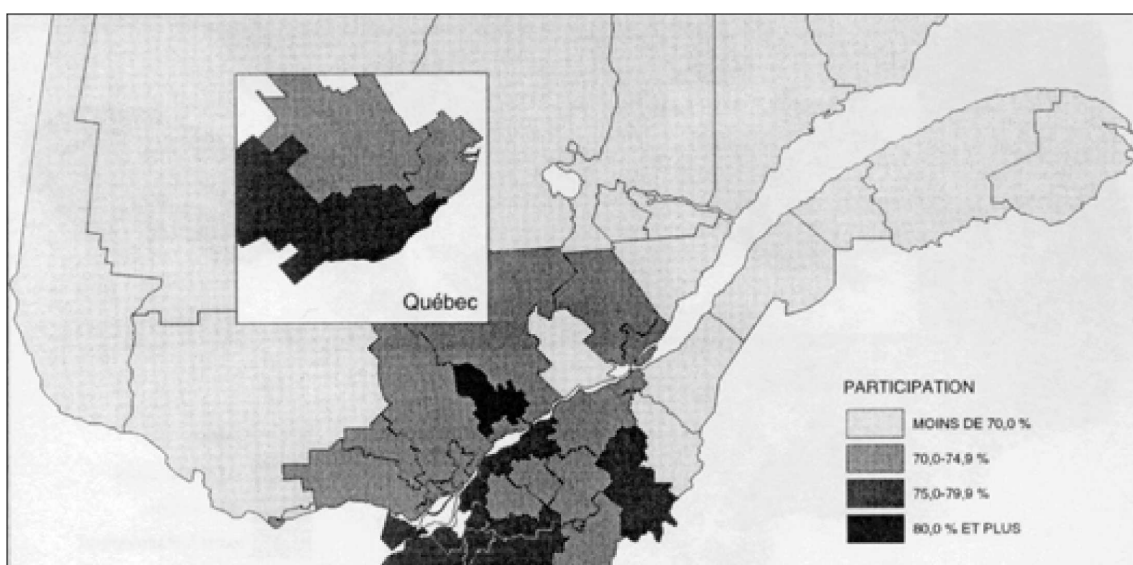 Québec
PARTICIPATION
MOINS DE 70,0 %
70,0-74,9 %
75,0-79,9 %
80,0 % ET PLUS